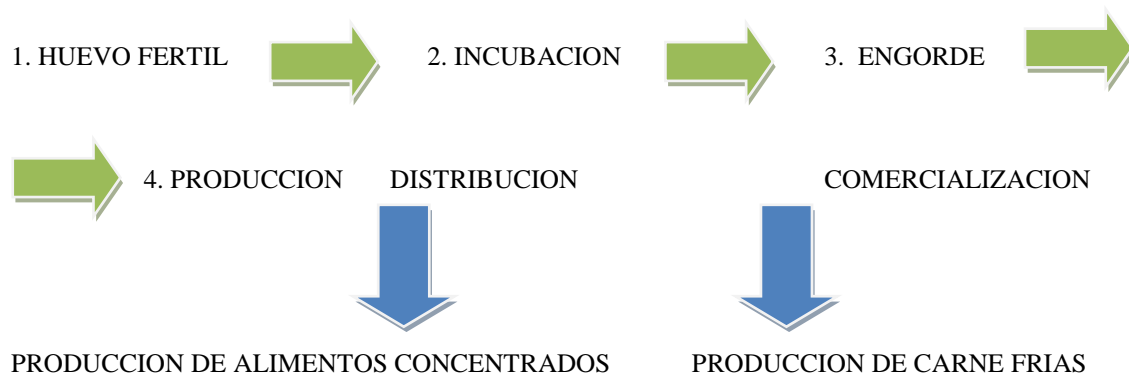 1. HUEVO FERTIL 2. INCUBACION 3. ENGORDE
4. PRODUCCION DISTRIBUCION COMERCIALIZACION
PRODUCCION DE ALIMENTOS CONCENTRADOS PRODUCCION DE CARNE FRIAS